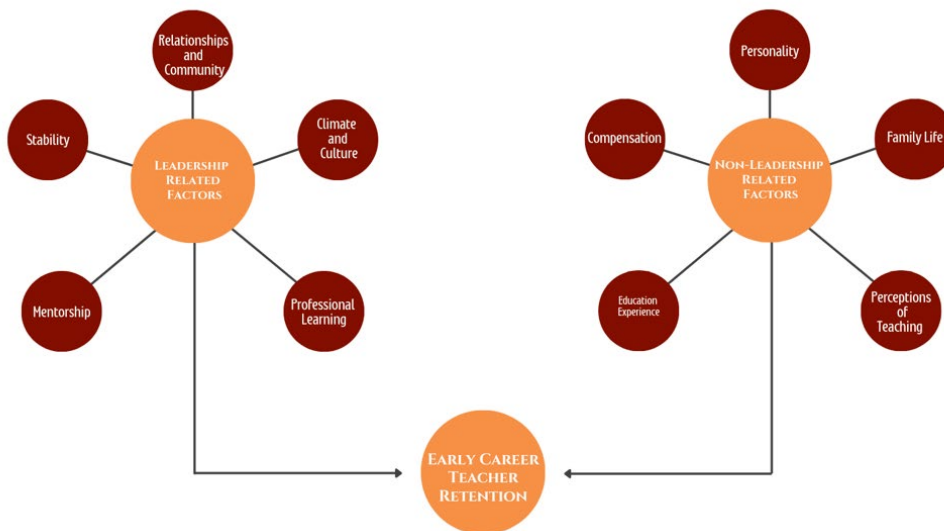 Relationships
and
Community
Stability
Climate
and
Culture
LEADERSHIP
RELATED
FACTORS
Mentorship
Professional
Learning
Personality
Compensation
Family Life
NON-LEADERSHIP
RELATED
FACTORS
Education
Experience
Perceptions
of
Teaching
EARLY CAREER
TEACHER
RETENTION